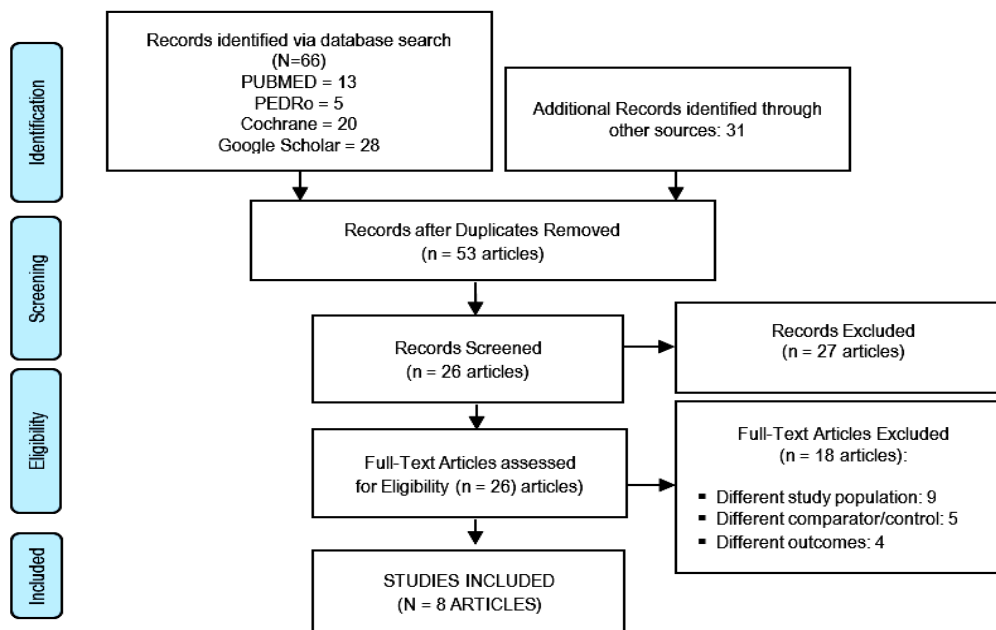 Identification
Records identified via database search
(N=66)
PUBMED = 13
PEDRo = 5
Cochrane = 20
Google Scholar = 28
Additional Records identified through
other sources: 31
Screening
Records after Duplicates Removed
(n = 53 articles)
Records Screened
(n = 26 articles)
Records Excluded
(n = 27 articles)
Eligibility
Full-Text Articles assessed
for Eligibility (n = 26) articles)
Full-Text Articles Excluded
(n = 18 articles):
▪ Different study population: 9
▪ Different comparator/control: 5
▪ Different outcomes: 4
Included
STUDIES INCLUDED
(N = 8 ARTICLES)